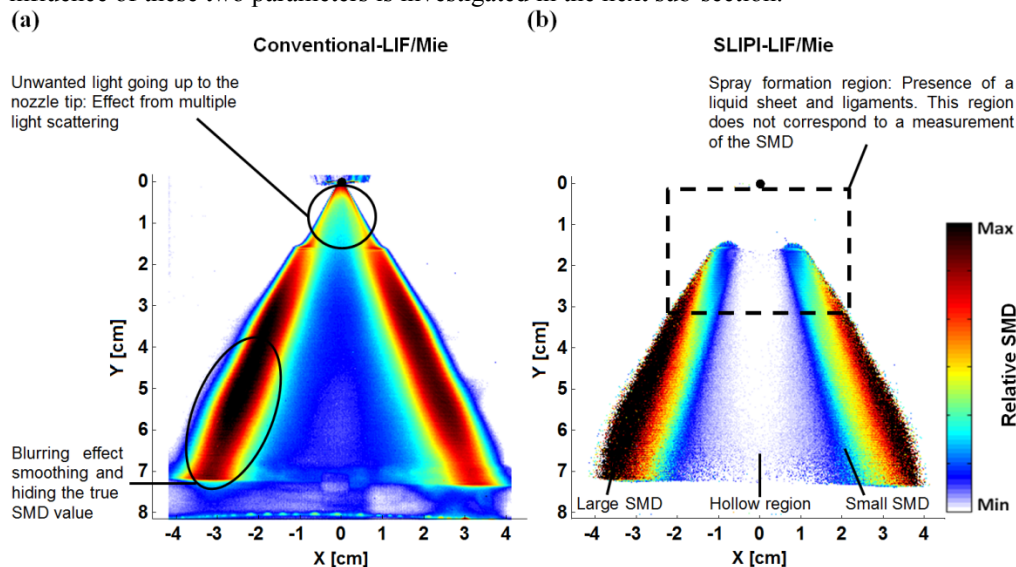 influence of these two parameters is investigated in the next sub-section.
(a)
(b)
Conventional-LIF/Mie
SLIPI-LIF/Mie
Unwanted light going up to the
nozzle tip: Effect from multiple
light scattering
Spray formation region: Presence of a
liquid sheet and ligaments. This region
does not correspond to a measurement
of the SMD
Blurring effect
smoothing and
hiding the true
SMD value
0
1
2
3
4
5
6
7
8
Y [cm]
-4 -3 -2 -1 0 1 2 3 4
X [cm]
0
1
2
3
4
5
6
7
8
Y [cm]
Large SMD
Hollow region
Small SMD
-4 -3 -2 -1 0 1 2 3 4
X [cm]
Max
Relative SMD
Min